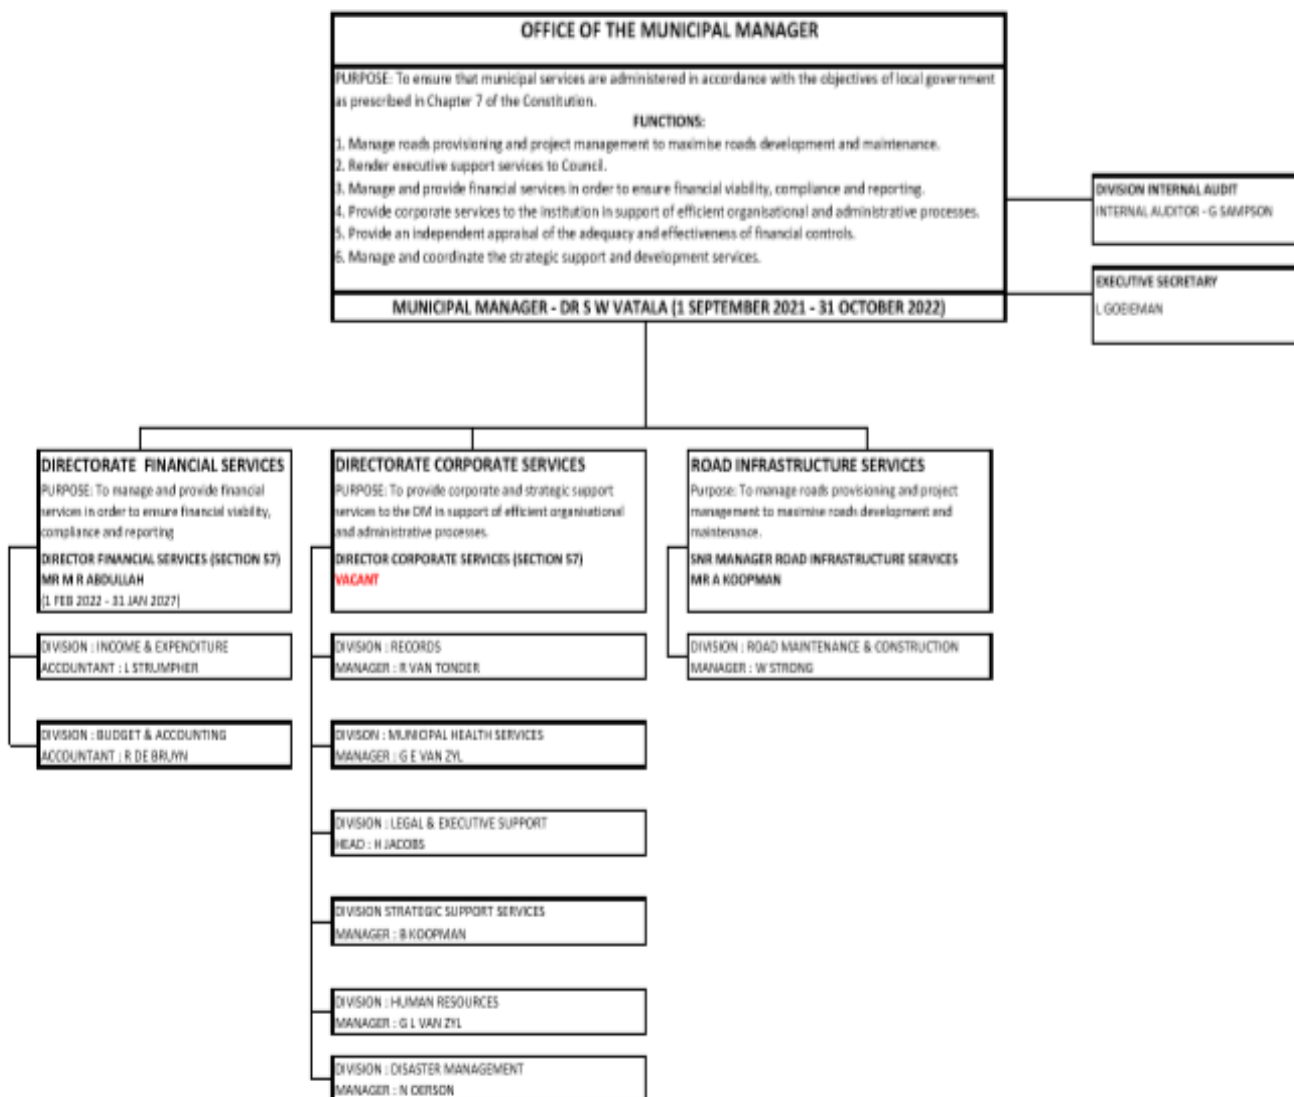 OFFICE OF THE MUNICIPAL MANAGER
PURPOSE: To ensure that municipal services are administered in accordance with the objectives of local government
as prescribed in Chapter 7 of the Constitution.
FUNCTIONS:
1. Manage roads provisioning and project management to maximise roads development and maintenance.
2. Render executive support services to Council.
3. Manage and provide financial services in order to ensure financial viability, compliance and reporting.
4. Provide corporate services to the institution in support of efficient organisational and administrative processes.
5. Provide an independent appraisal of the adequacy and effectiveness of financial controls.
6. Manage and coordinate the strategic support and development services.
MUNICIPAL MANAGER - DR S W VATALA (1 SEPTEMBER 2021 - 31 OCTOBER 2022)
DIVISION INTERNAL AUDIT
INTERNAL AUDITOR - G SAMPSON
EXECUTIVE SECRETARY
L GOEIEMAN
DIRECTORATE FINANCIAL SERVICES
PURPOSE: To manage and provide financial
services in order to ensure financial viability,
compliance and reporting
DIRECTOR FINANCIAL SERVICES (SECTION 57)
MR M R ABDULLAH
(1 FEB 2022 - 31 JAN 2027)
DIVISION : INCOME & EXPENDITURE
ACCOUNTANT : L STRUMPHER
DIVISION : BUDGET & ACCOUNTING
ACCOUNTANT : R DE BRUYN
DIRECTORATE CORPORATE SERVICES
PURPOSE: To provide corporate and strategic support
services to the DM in support of efficient organisational
and administrative processes.
DIRECTOR CORPORATE SERVICES (SECTION 57)
VACANT
DIVISION : RECORDS
MANAGER : R VAN TONDER
DIVISON : MUNICIPAL HEALTH SERVICES
MANAGER : G E VAN ZYL
DIVISION : LEGAL & EXECUTIVE SUPPORT
HEAD : H JACOBS
DIVISION STRATEGIC SUPPORT SERVICES
MANAGER : B KOOPMAN
DIVISION : HUMAN RESOURCES
MANAGER : G L VAN ZYL
DIVISION : DISASTER MANAGEMENT
MANAGER : N OERSON
ROAD INFRASTRUCTURE SERVICES
Purpose: To manage roads provisioning and project
management to maximise roads development and
maintenance.
SNR MANAGER ROAD INFRASTRUCTURE SERVICES
MR A KOOPMAN
DIVISION : ROAD MAINTENANCE & CONSTRUCTION
MANAGER : W STRONG